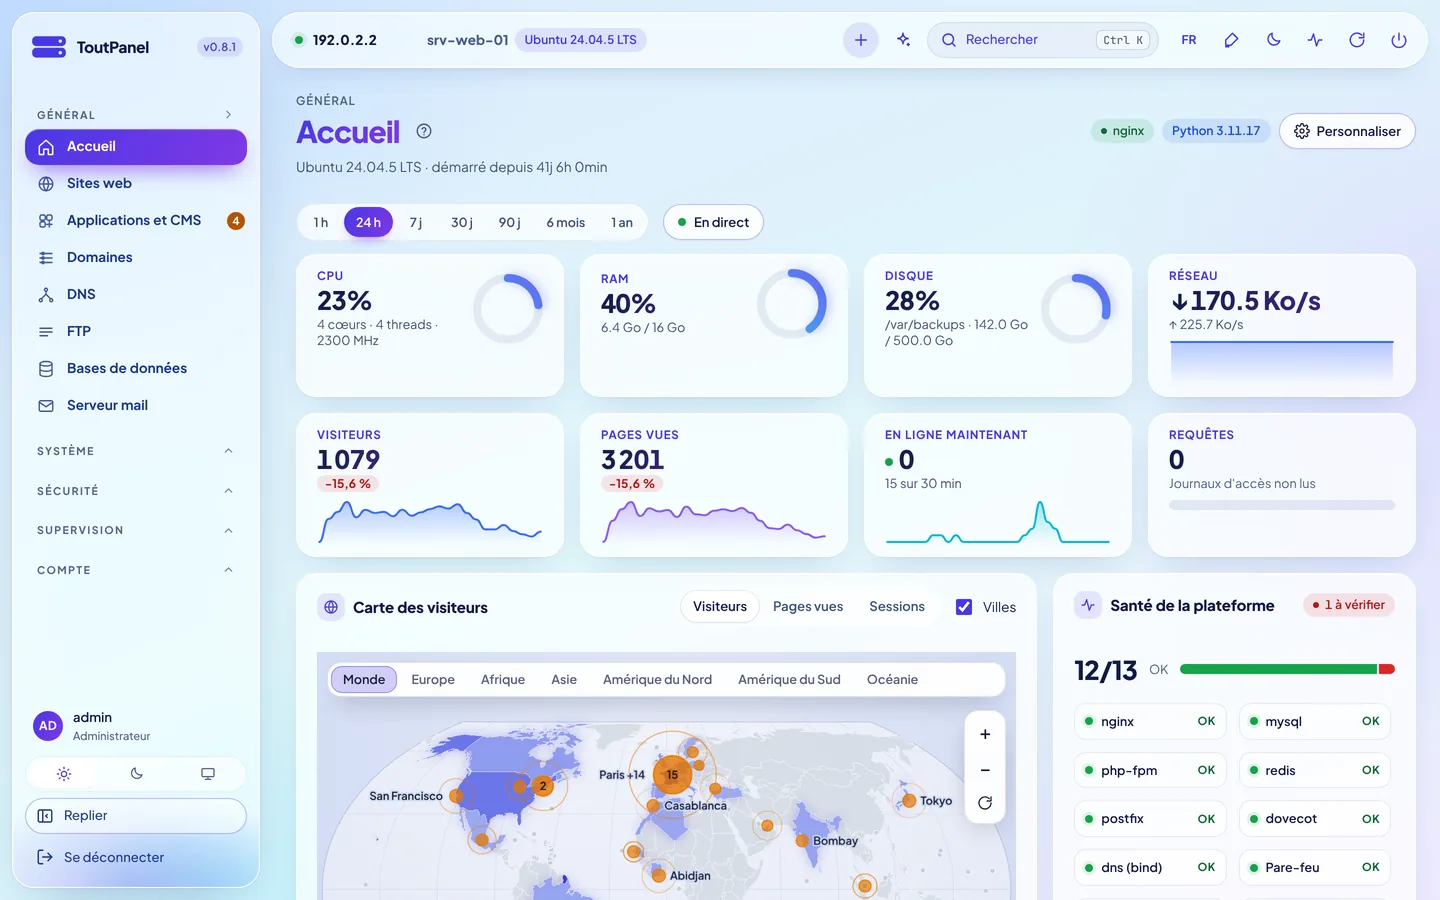 ToutPanel
v0.8.1
GÉNÉRAL
Accueil
Sites web
Applications et CMS
4
Domaines
DNS
FTP
Bases de données
Serveur mail
SYSTÈME
SÉCURITÉ
SUPERVISION
COMPTE
AD
admin
Administrateur
Replier
Se déconnecter
192.0.2.2
srv-web-01
Ubuntu 24.04.5 LTS
Rechercher
Ctrl K
FR
GÉNÉRAL
Accueil
Ubuntu 24.04.5 LTS · démarré depuis 41j 6h 0min
nginx
Python 3.11.17
Personnaliser
1 h
24 h
7 j
30 j
90 j
6 mois
1 an
En direct
CPU
23%
4 cœurs · 4 threads ·
2300 MHz
RAM
40%
6.4 Go / 16 Go
DISQUE
28%
/var/backups · 142.0 Go
/ 500.0 Go
RÉSEAU
↓170.5 Ko/s
↑ 225.7 Ko/s
VISITEURS
1 079
-15,6 %
PAGES VUES
3 201
-15,6 %
EN LIGNE MAINTENANT
0
15 sur 30 min
REQUÊTES
0
Journaux d'accès non lus
Carte des visiteurs
Visiteurs
Pages vues
Sessions
Villes
Monde
Europe
Afrique
Asie
Amérique du Nord
Amérique du Sud
Océanie
+
−
Paris +14
15
2
San Francisco
Casablanca
Tokyo
Bombay
Abidjan
Santé de la plateforme
1 à vérifier
12/13
OK
nginx OK
mysql OK
php-fpm OK
redis OK
postfix OK
dovecot OK
dns (bind) OK
Pare-feu OK